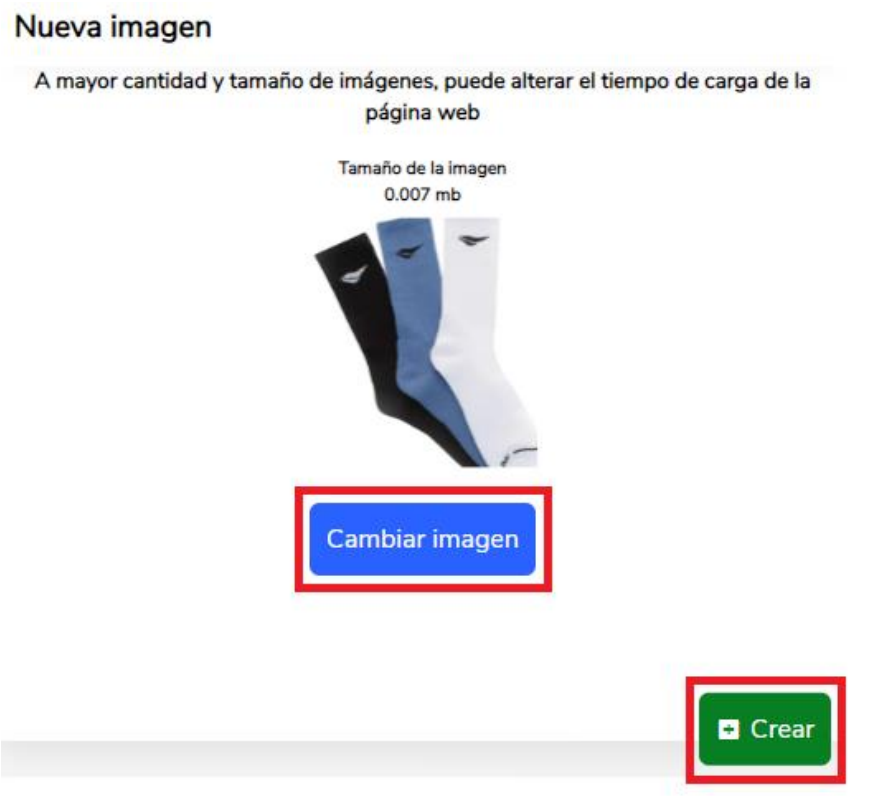 Nueva imagen
A mayor cantidad y tamaño de imágenes, puede alterar el tiempo de carga de la
página web
Tamaño de la imagen
0.007 mb
Cambiar imagen
Crear